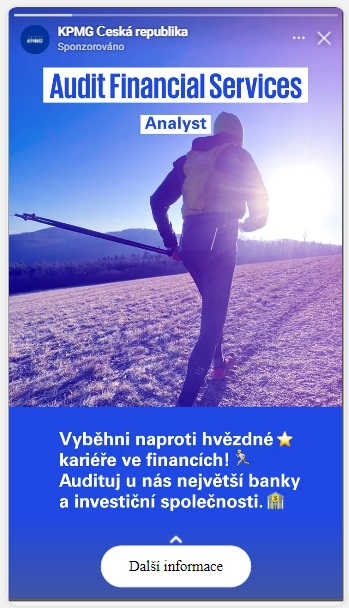 KPMG
KPMG Česká republika
Sponzorováno
Audit Financial Services
Analyst
Vyběhni naproti hvězdné ⭐
kariéře ve financích! 🏃
Audituj u nás největší banky
a investiční společnosti. 🏦
Další informace